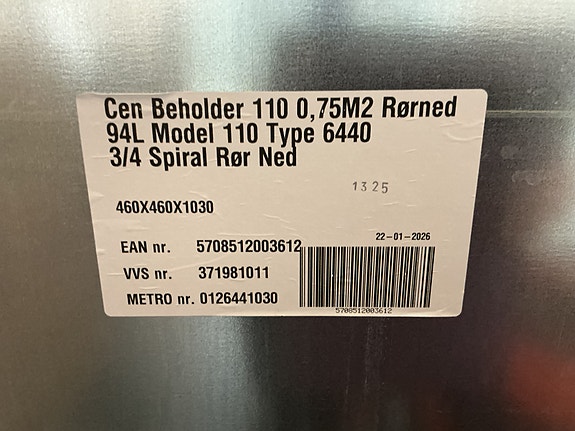 Cen Beholder 110 0,75M2 Rørned
94L Model 110 Type 6440
3/4 Spiral Rør Ned
1325
460X460X1030
22-01-2026
EAN nr. 5708512003612
VVS nr. 371981011
METRO nr. 0126441030
5708512003612